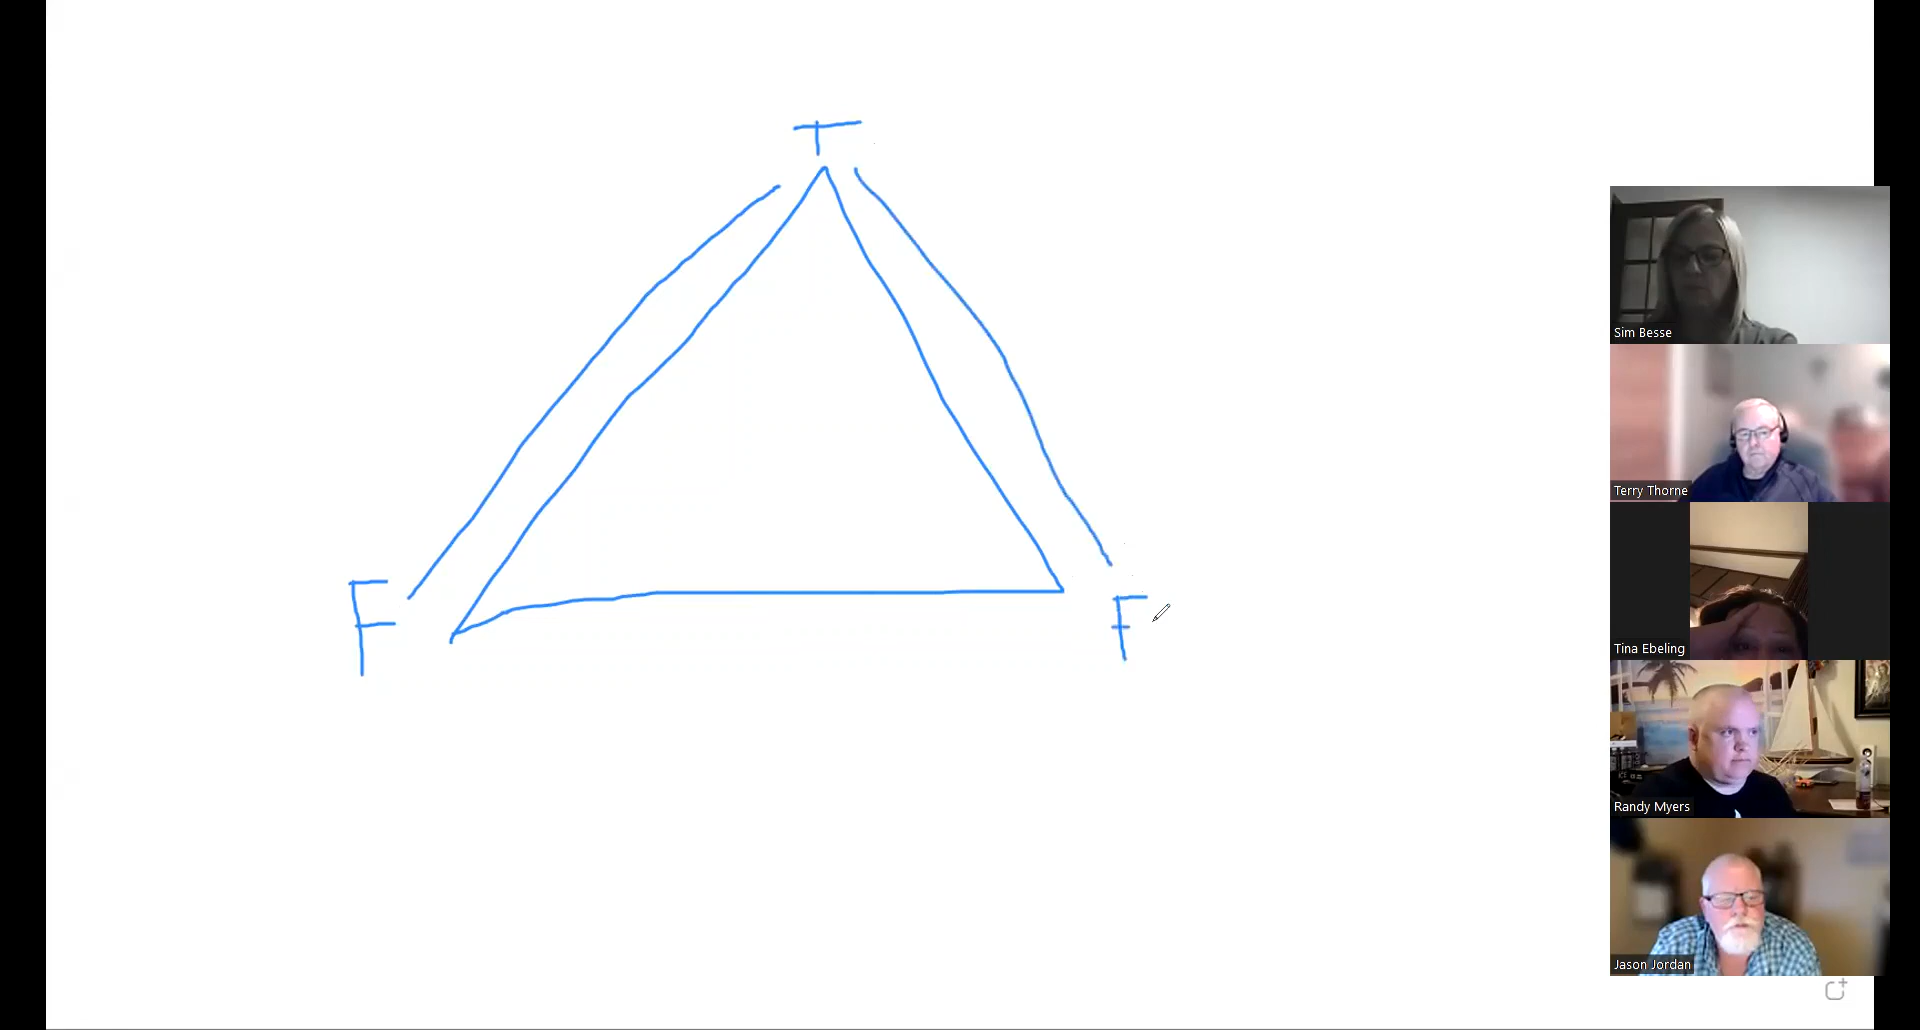 T
F
F
Sim Besse
Terry Thorne
Tina Ebeling
Randy Myers
Jason Jordan